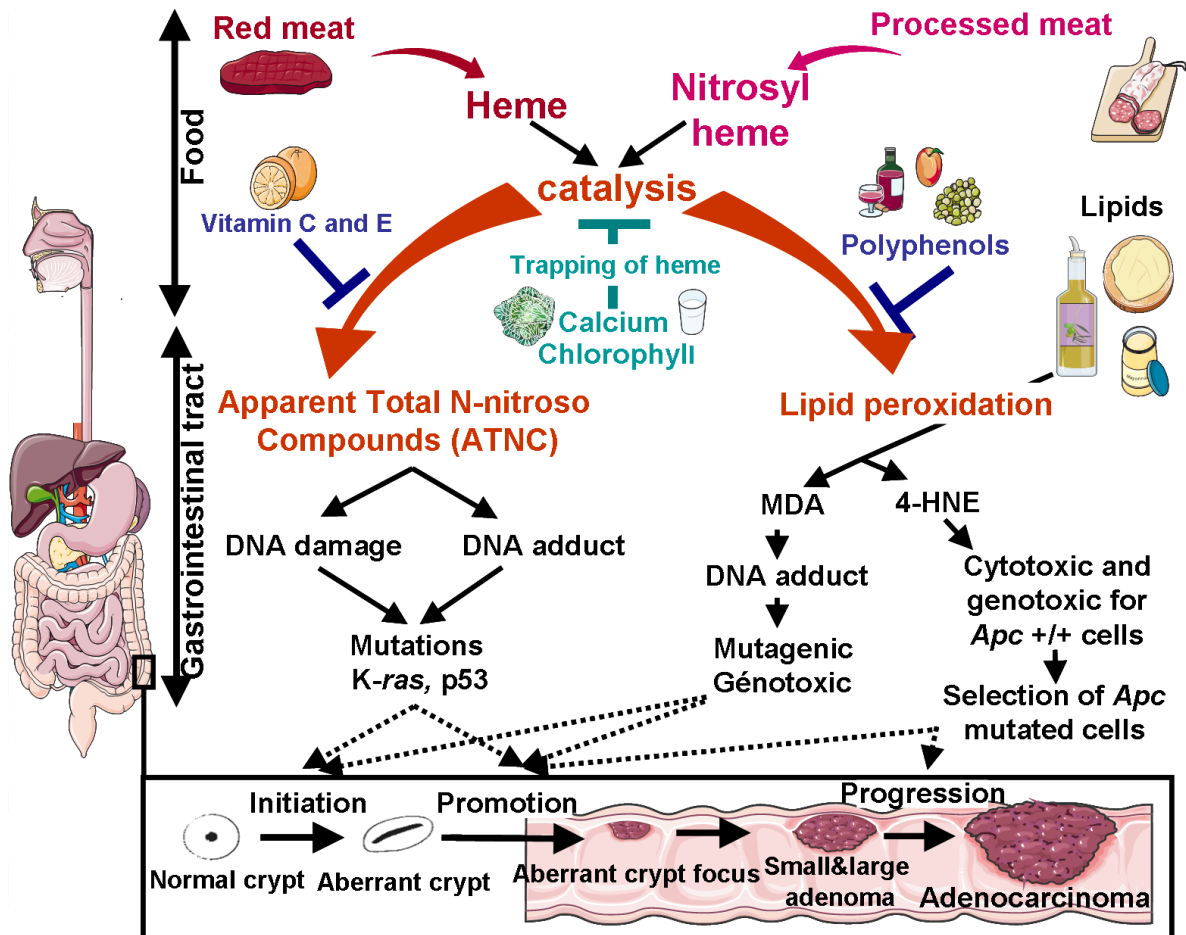 Red meat
Processed meat
Heme
Nitrosyl
heme
Food
catalysis
Vitamin C and E
Polyphenols
Lipids
Trapping of heme
Calcium
Chlorophyll
Gastrointestinal tract
Apparent Total N-nitroso
Compounds (ATNC)
Lipid peroxidation
DNA damage
DNA adduct
MDA
4-HNE
DNA adduct
Cytotoxic and
genotoxic for
Apc +/+ cells
Mutations
K-ras, p53
Mutagenic
Génotoxic
Selection of Apc
mutated cells
Initiation
Promotion
Progression
Normal crypt
Aberrant crypt
Aberrant crypt focus
Small&large
adenoma
Adenocarcinoma